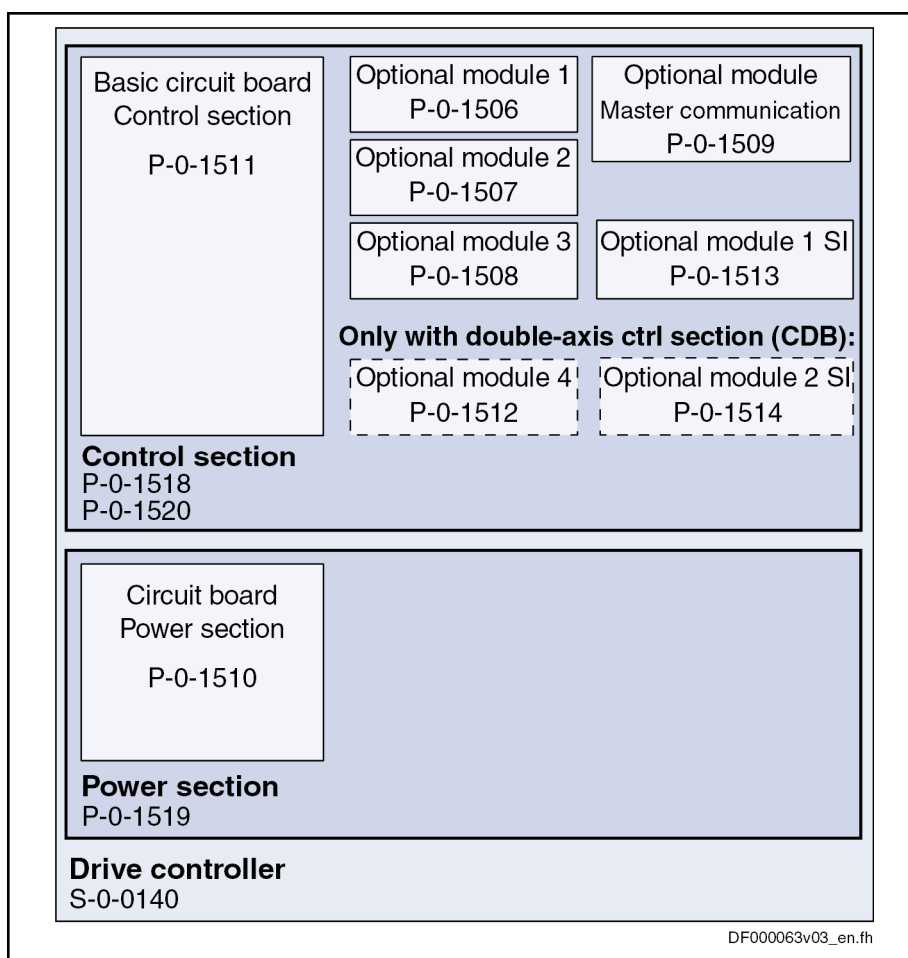 Basic circuit board
Control section
P-0-1511
Optional module 1
P-0-1506
Optional module
Master communication
P-0-1509
Optional module 2
P-0-1507
Optional module 3
P-0-1508
Optional module 1 SI
P-0-1513
Only with double-axis ctrl section (CDB):
Optional module 4
P-0-1512
Optional module 2 SI
P-0-1514
Control section
P-0-1518
P-0-1520
Circuit board
Power section
P-0-1510
Power section
P-0-1519
Drive controller
S-0-0140
DF000063v03_en.fh